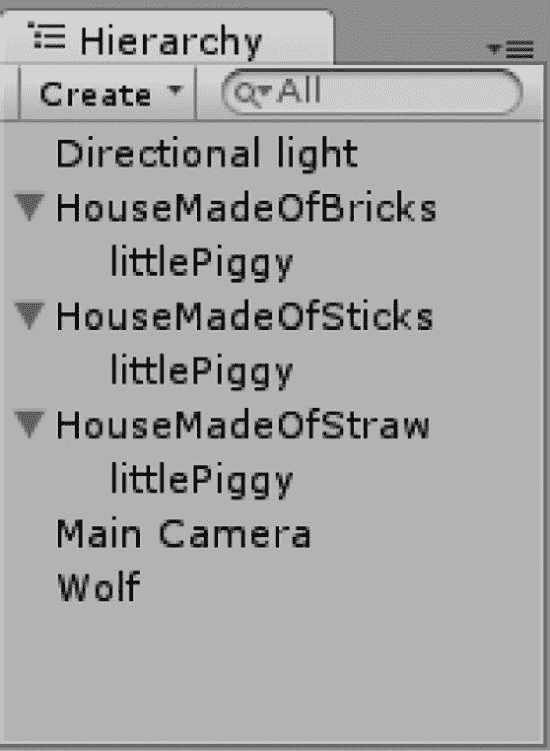 Hierarchy
Create All
Directional light
HouseMadeOfBricks
littlePiggy
HouseMadeOfSticks
littlePiggy
HouseMadeOfStraw
littlePiggy
Main Camera
Wolf